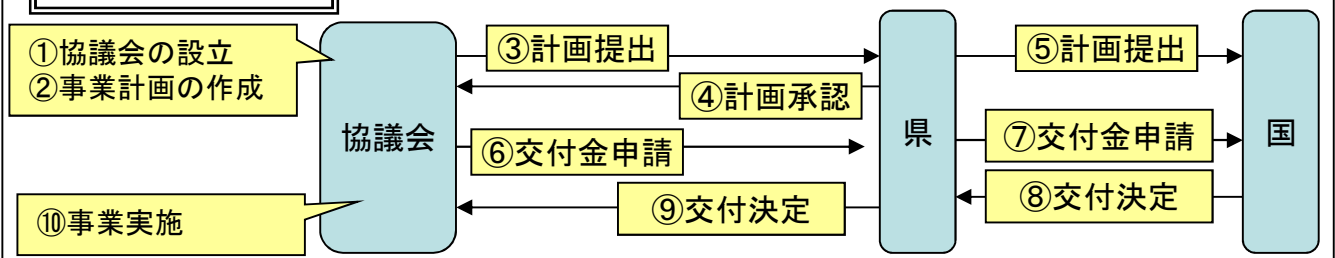 ①協議会の設立
②事業計画の作成
③計画提出
⑤計画提出
④計画承認
協議会
県
国
⑥交付金申請
⑦交付金申請
⑧交付決定
⑨交付決定
⑩事業実施